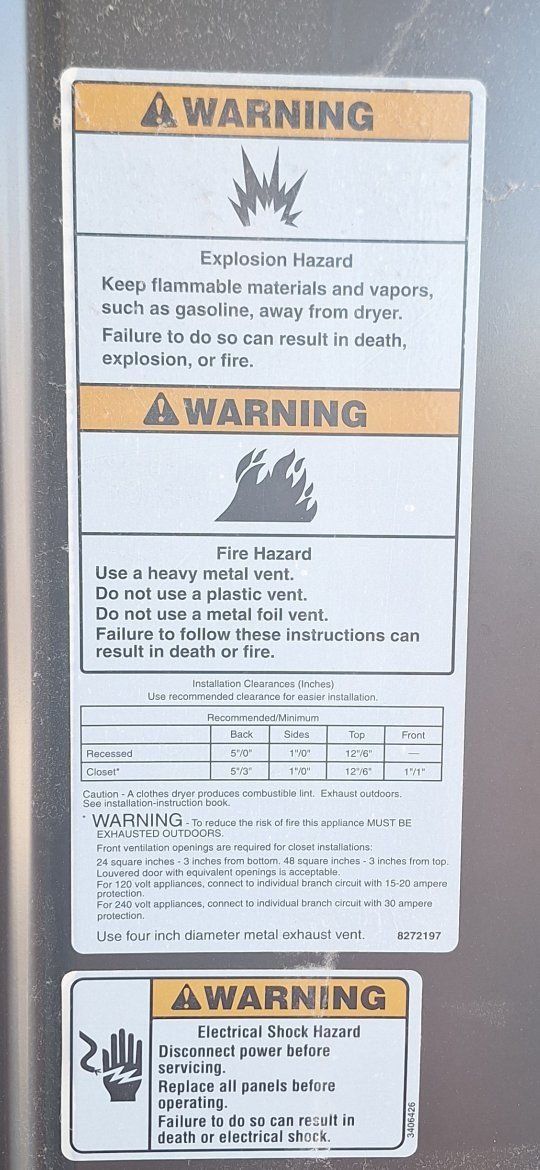 WARNING
Explosion Hazard
Keep flammable materials and vapors,
such as gasoline, away from dryer.
Failure to do so can result in death,
explosion, or fire.
WARNING
Fire Hazard
Use a heavy metal vent.
Do not use a plastic vent.
Do not use a metal foil vent.
Failure to follow these instructions can
result in death or fire.
Installation Clearances (Inches)
Use recommended clearance for easier installation.
Recommended/Minimum
Back Sides Top Front
Recessed 5"/0" 1"/0" 12"/6" —
Closet* 5"/3" 1"/0" 12"/6" 1"/1"
Caution - A clothes dryer produces combustible lint. Exhaust outdoors.
See installation-instruction book.
* WARNING - To reduce the risk of fire this appliance MUST BE
EXHAUSTED OUTDOORS.
Front ventilation openings are required for closet installations:
24 square inches - 3 inches from bottom. 48 square inches - 3 inches from top.
Louvered door with equivalent openings is acceptable.
For 120 volt appliances, connect to individual branch circuit with 15-20 ampere
protection.
For 240 volt appliances, connect to individual branch circuit with 30 ampere
protection.
Use four inch diameter metal exhaust vent. 8272197
WARNING
Electrical Shock Hazard
Disconnect power before
servicing.
Replace all panels before
operating.
Failure to do so can result in
death or electrical shock.
3406426